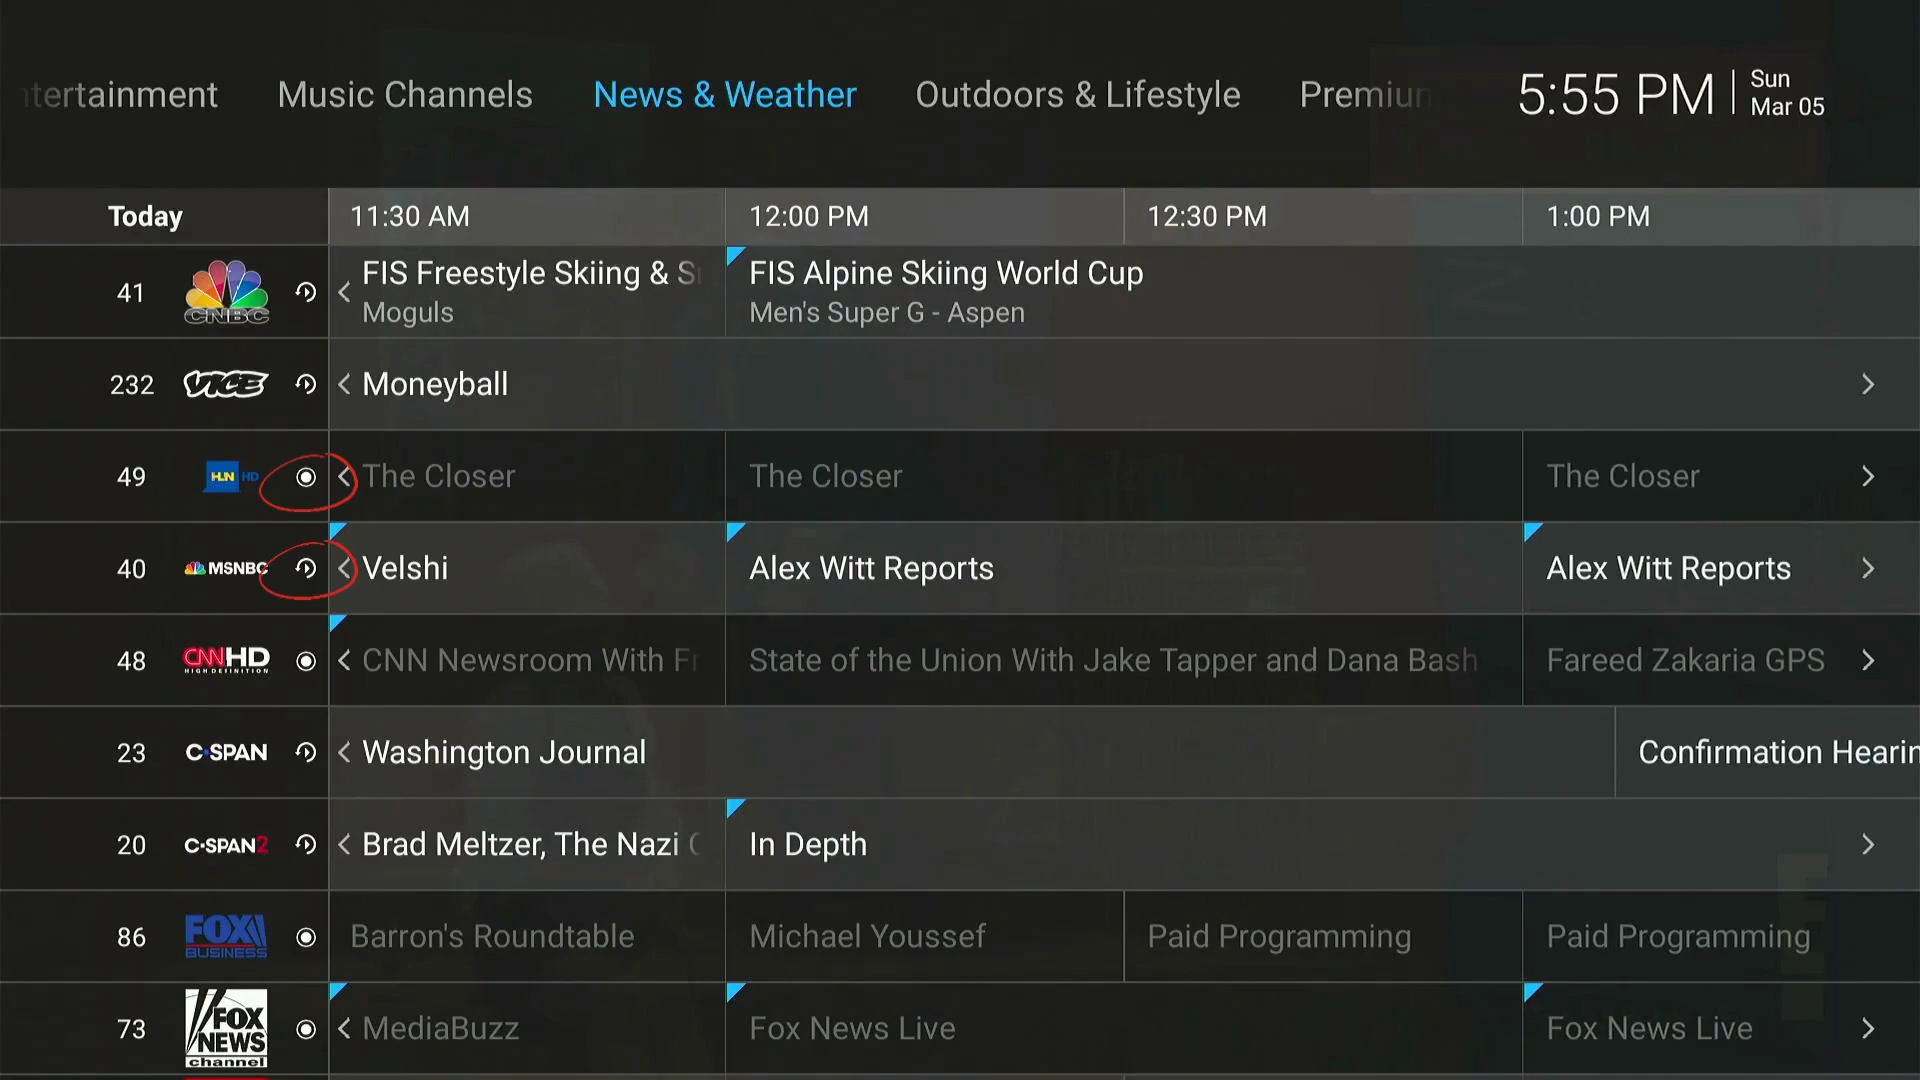 ntertainment Music Channels News & Weather Outdoors & Lifestyle Premium 5:55 PM Sun
Mar 05
Today 11:30 AM 12:00 PM 12:30 PM 1:00 PM
41 CNBC FIS Freestyle Skiing & S FIS Alpine Skiing World Cup
Moguls Men's Super G - Aspen
232 VICE Moneyball
49 HLN HD The Closer The Closer The Closer
40 MSNBC Velshi Alex Witt Reports Alex Witt Reports
48 CNN HD HIGH DEFINITION CNN Newsroom With Fr State of the Union With Jake Tapper and Dana Bash Fareed Zakaria GPS
23 C-SPAN Washington Journal Confirmation Hearin
20 C-SPAN2 Brad Meltzer, The Nazi C In Depth
86 FOX BUSINESS Barron's Roundtable Michael Youssef Paid Programming Paid Programming
73 FOX NEWS channel MediaBuzz Fox News Live Fox News Live